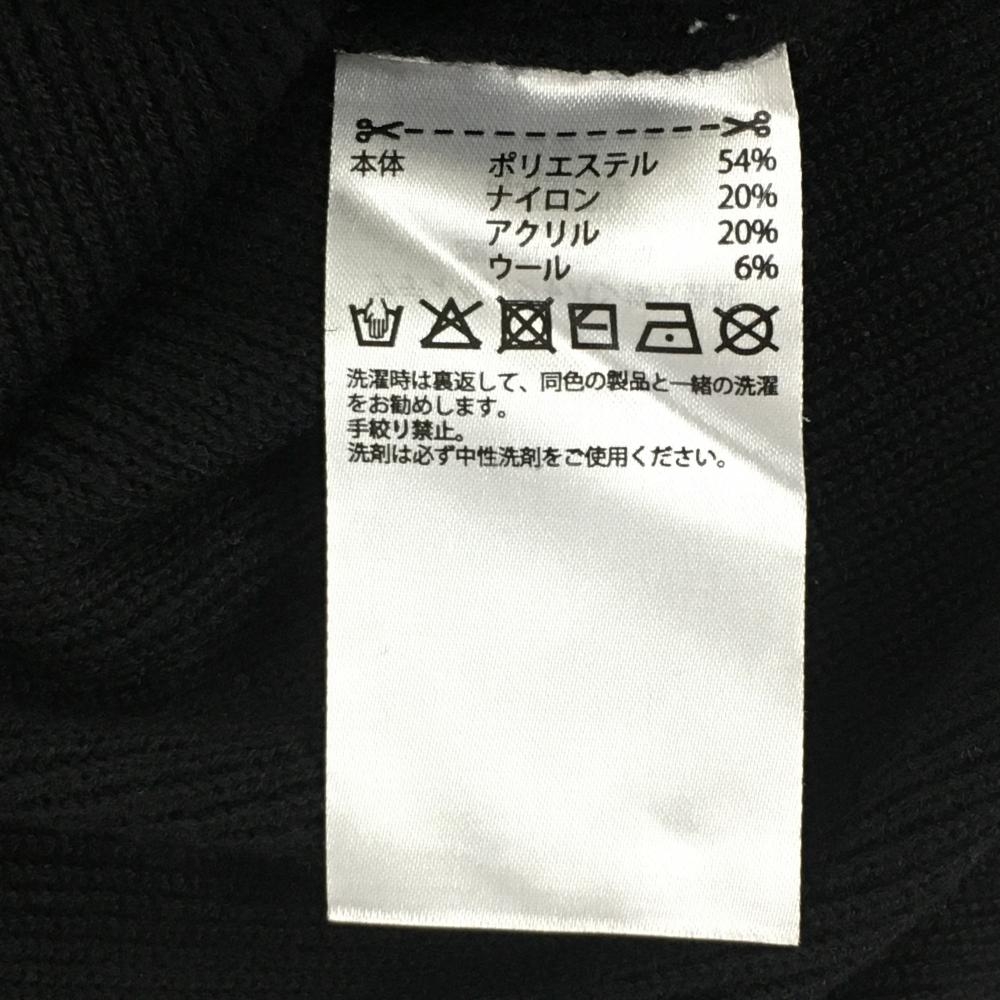 本体 ポリエステル 54%
ナイロン 20%
アクリル 20%
ウール 6%
洗濯時は裏返して、同色の製品と一緒の洗濯
をお勧めします。
手絞り禁止。
洗剤は必ず中性洗剤をご使用ください。